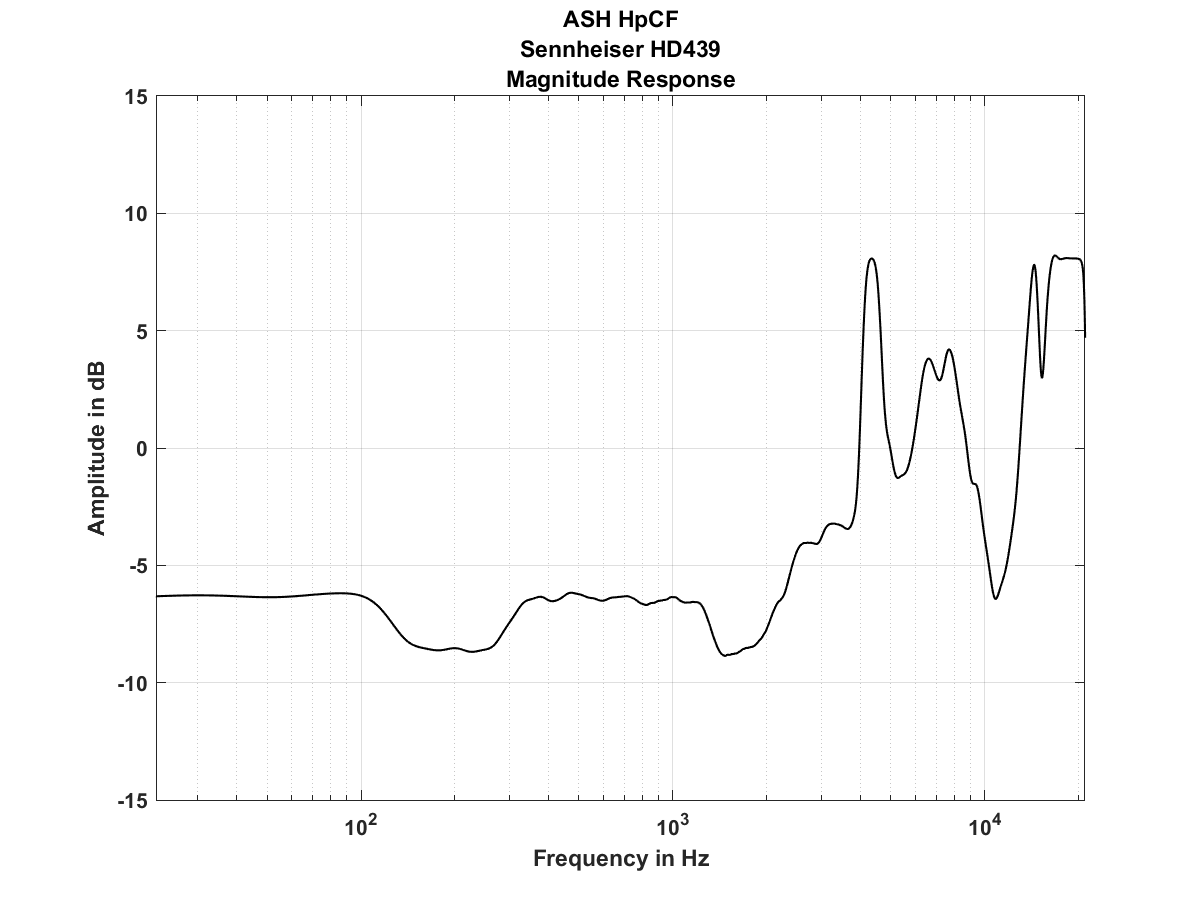 ASH HpCF
Sennheiser HD439
Magnitude Response
15
10
5
0
-5
-10
-15
Amplitude in dB
10²
10³
10⁴
Frequency in Hz